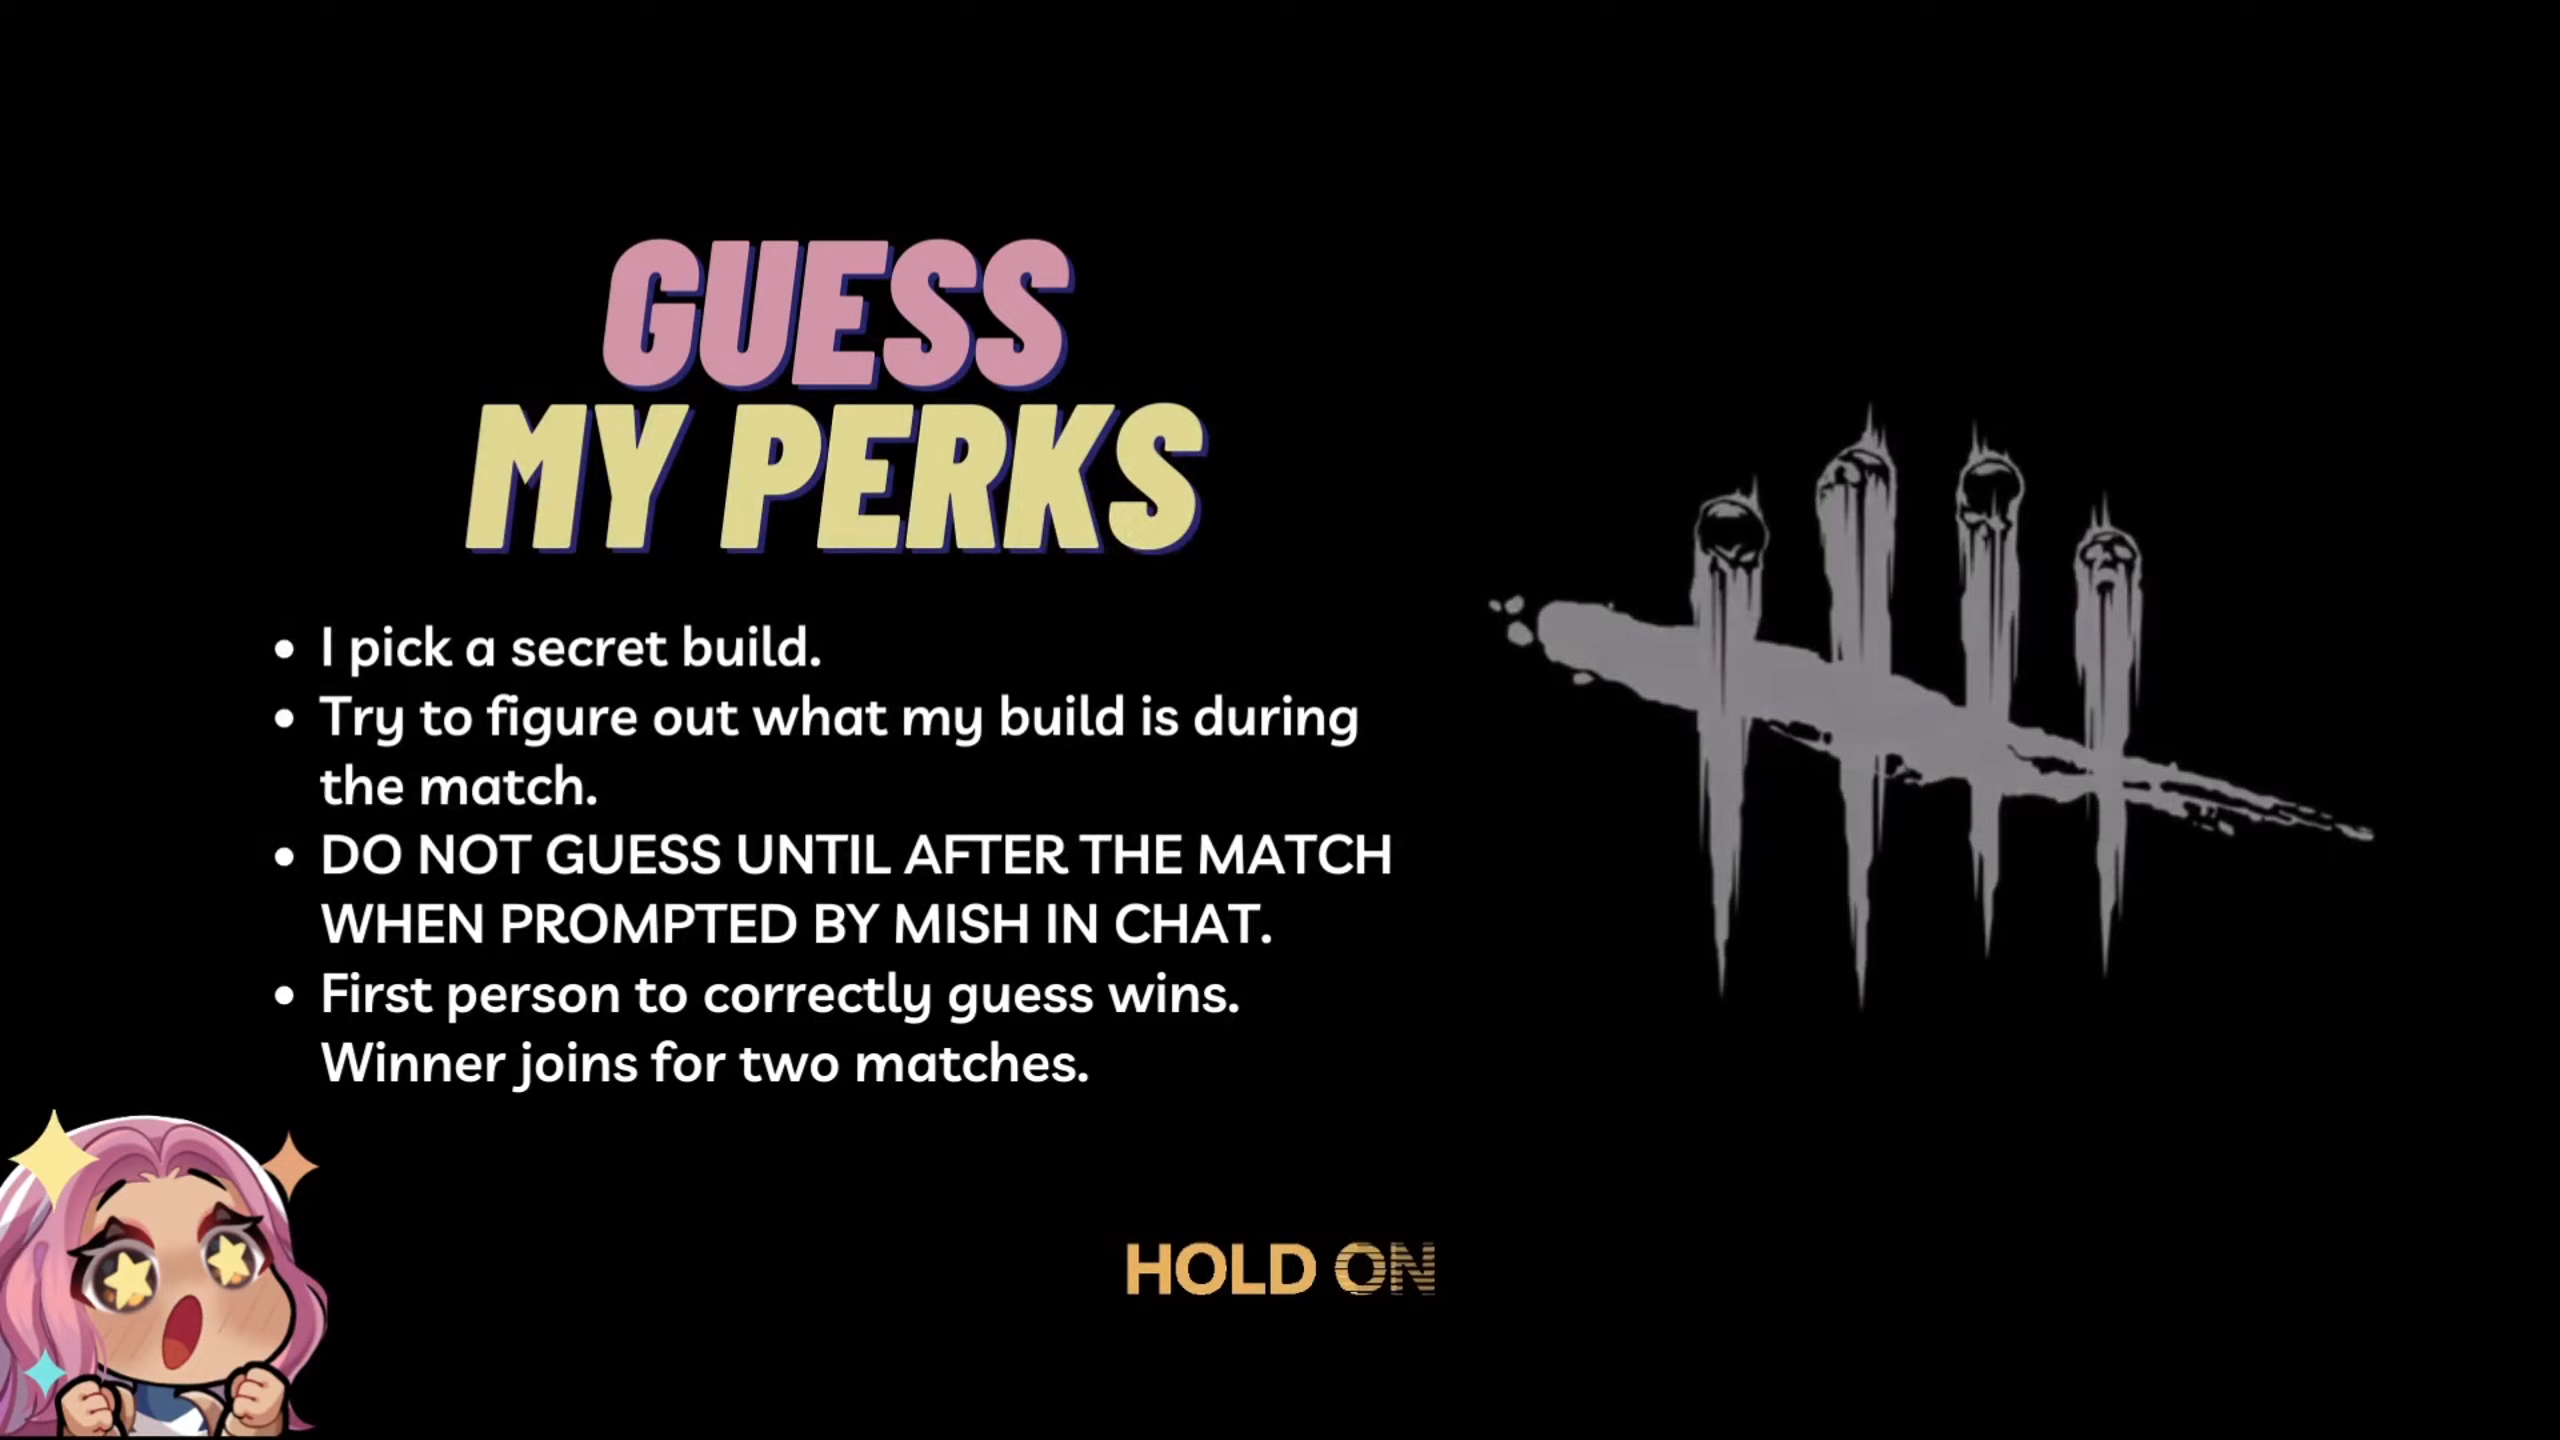 GUESS
MY PERKS
• I pick a secret build.
• Try to figure out what my build is during
the match.
• DO NOT GUESS UNTIL AFTER THE MATCH
WHEN PROMPTED BY MISH IN CHAT.
• First person to correctly guess wins.
Winner joins for two matches.
HOLD ON